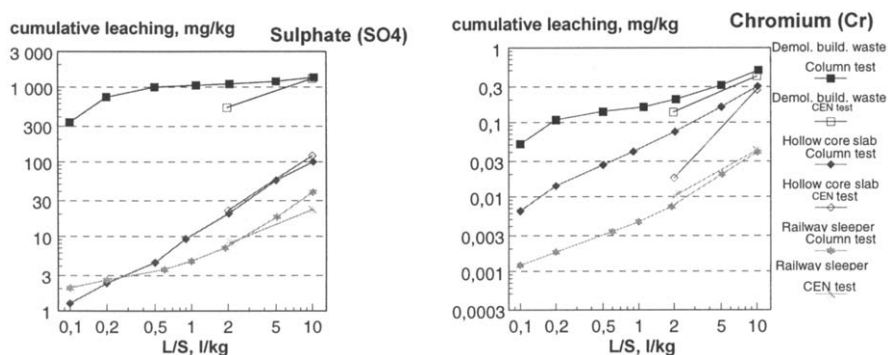 cumulative leaching, mg/kg
Sulphate (SO4)
3 000
1 000
300
100
30
10
3
1
0,1
0,2
0,5
1
2
5
10
L/S, l/kg
cumulative leaching, mg/kg
Chromium (Cr)
1
0,3
0,1
0,03
0,01
0,003
0,001
0,0003
0,1
0,2
0,5
1
2
5
10
L/S, l/kg
Demol. build. waste
Column test
Demol. build. waste
CEN test
Hollow core slab
Column test
Hollow core slab
CEN test
Railway sleeper
Column test
Railway sleeper
CEN test